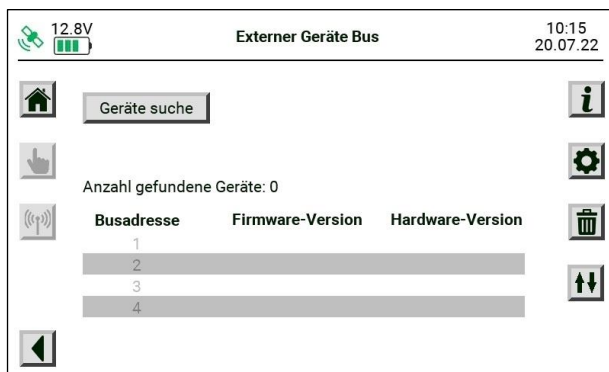 12.8V
Externer Geräte Bus
10:15
20.07.22
Geräte suche
Anzahl gefundene Geräte: 0
Busadresse Firmware-Version Hardware-Version
1
2
3
4